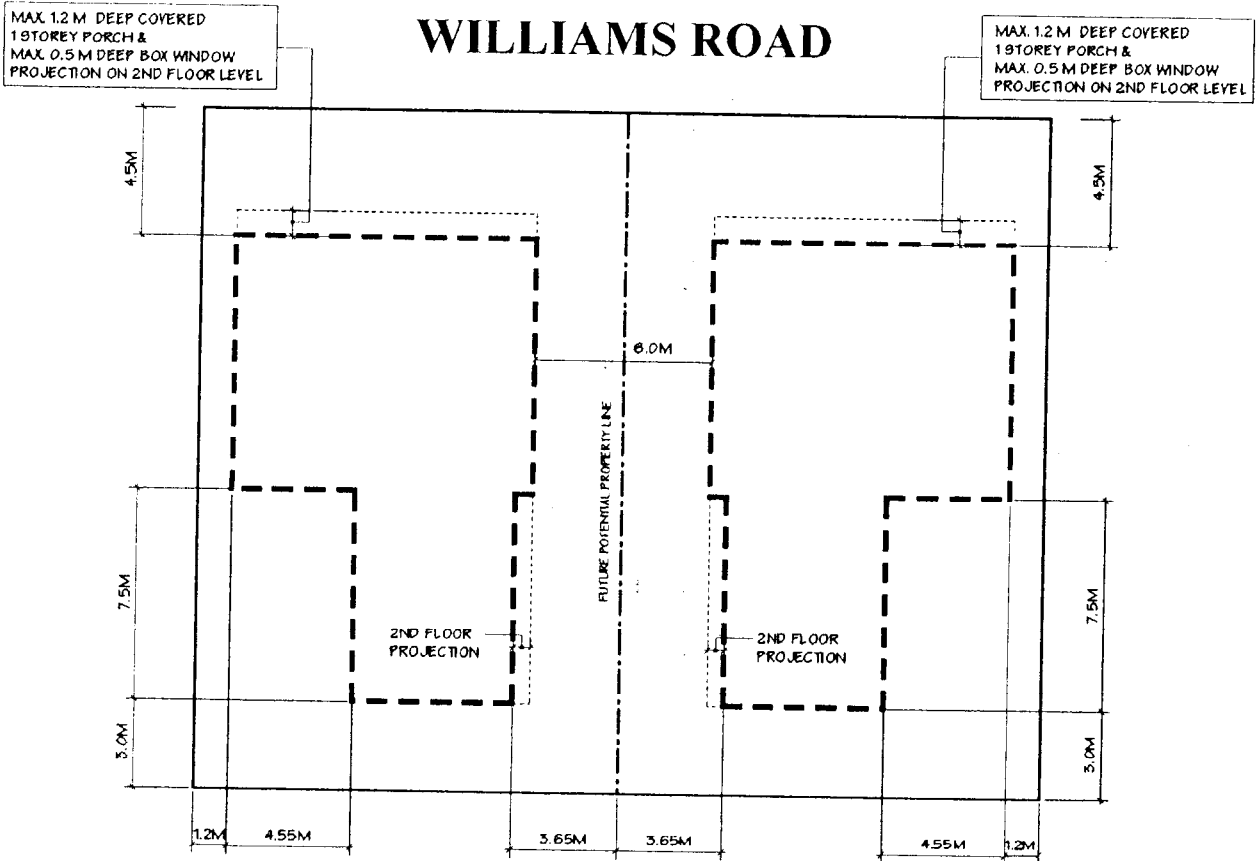 MAX. 1.2 M DEEP COVERED
1 STOREY PORCH &
MAX. 0.5 M DEEP BOX WINDOW
PROJECTION ON 2ND FLOOR LEVEL
WILLIAMS ROAD
MAX. 1.2 M DEEP COVERED
1 STOREY PORCH &
MAX. 0.5 M DEEP BOX WINDOW
PROJECTION ON 2ND FLOOR LEVEL
4.5M
4.5M
6.0M
FUTURE POTENTIAL PROPERTY LINE
7.5M
7.5M
2ND FLOOR
PROJECTION
2ND FLOOR
PROJECTION
3.0M
3.0M
1.2M
4.55M
3.65M
3.65M
4.55M
1.2M